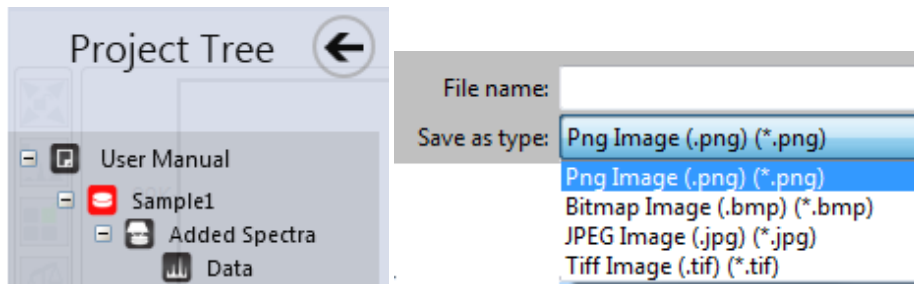 Project Tree
User Manual
Sample1
Added Spectra
Data
File name:
Save as type: Png Image (.png) (*.png)
Png Image (.png) (*.png)
Bitmap Image (.bmp) (*.bmp)
JPEG Image (.jpg) (*.jpg)
Tiff Image (.tif) (*.tif)